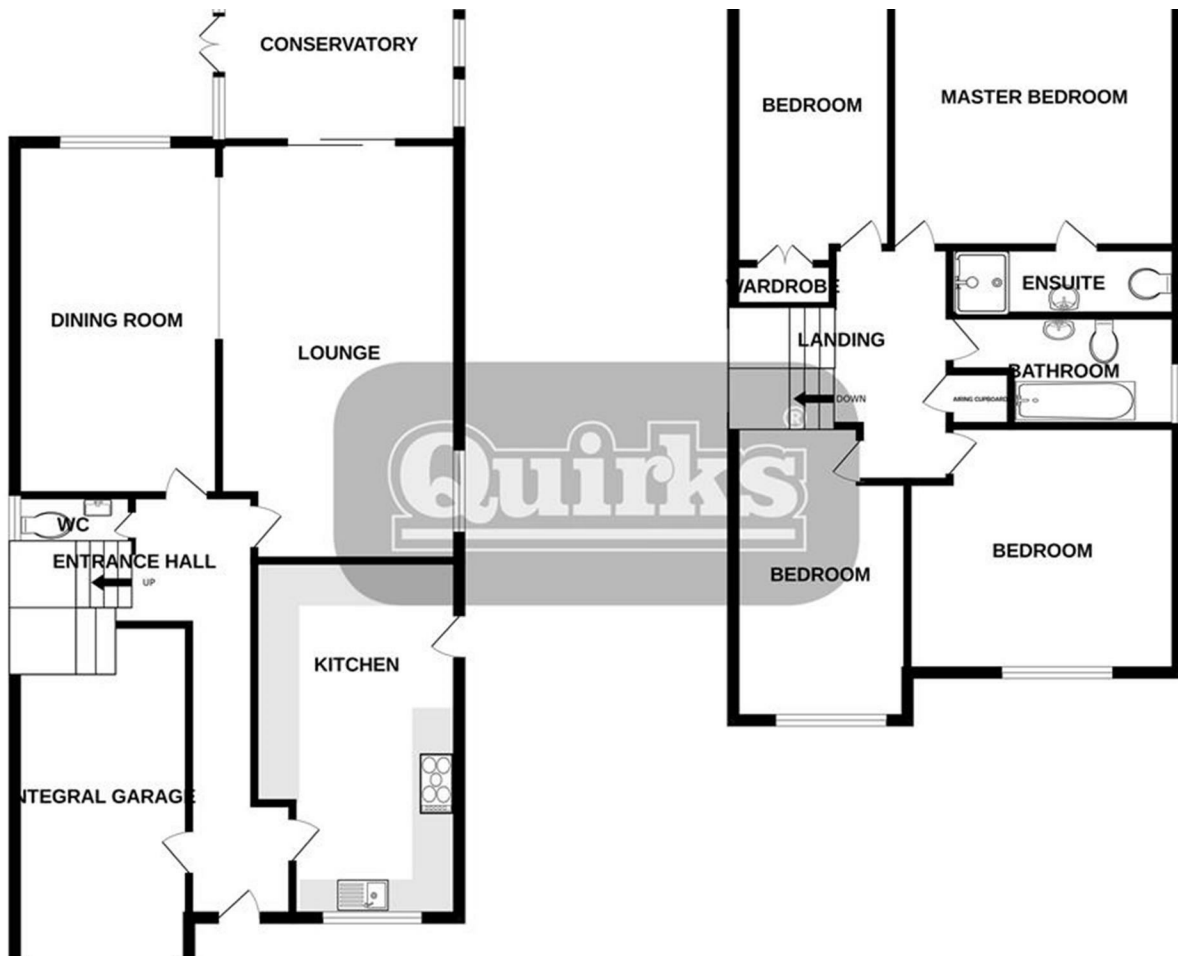 CONSERVATORY
DINING ROOM
LOUNGE
WC
ENTRANCE HALL
UP
KITCHEN
NTEGRAL GARAGE
BEDROOM
MASTER BEDROOM
WARDROBE
ENSUITE
LANDING
BATHROOM
AIRING CUPBOARD
DOWN
BEDROOM
BEDROOM
Quirks®